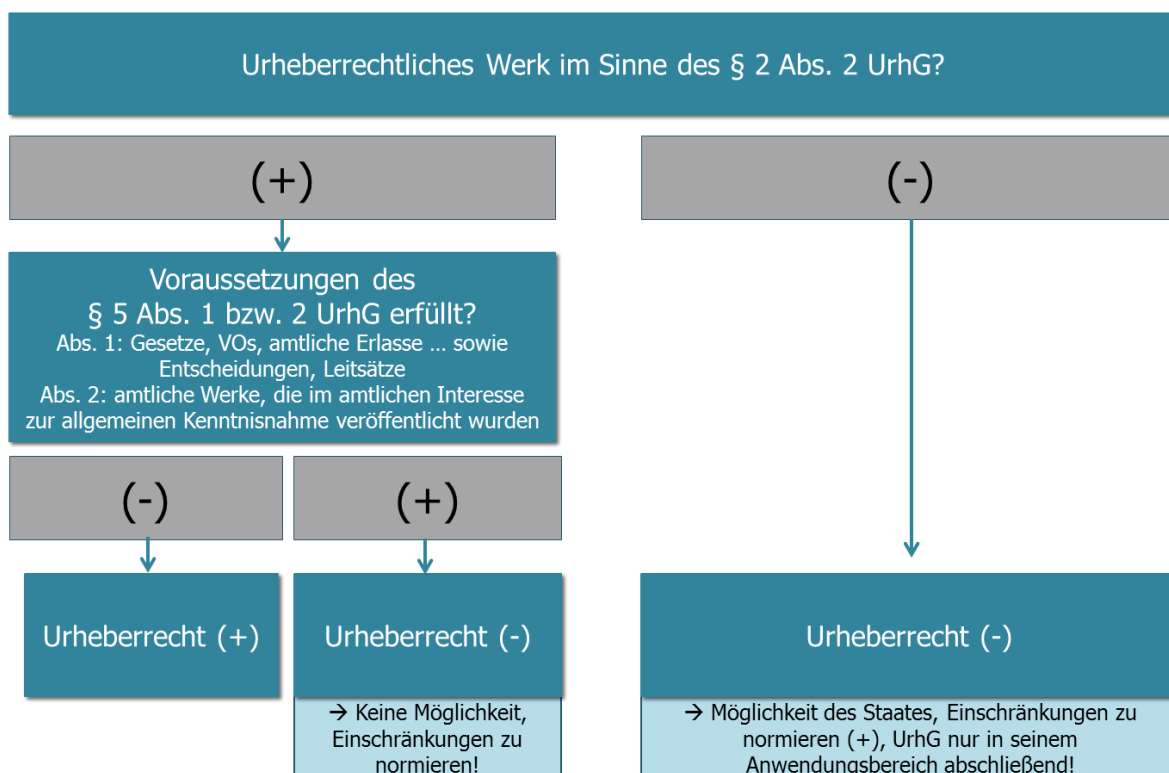 Urheberrechtliches Werk im Sinne des § 2 Abs. 2 UrhG?
(+)
(-)
Voraussetzungen des
§ 5 Abs. 1 bzw. 2 UrhG erfüllt?
Abs. 1: Gesetze, VOs, amtliche Erlasse ... sowie
Entscheidungen, Leitsätze
Abs. 2: amtliche Werke, die im amtlichen Interesse
zur allgemeinen Kenntnisnahme veröffentlicht wurden
(-)
(+)
Urheberrecht (+)
Urheberrecht (-)
→ Keine Möglichkeit,
Einschränkungen zu
normieren!
Urheberrecht (-)
→ Möglichkeit des Staates, Einschränkungen zu
normieren (+), UrhG nur in seinem
Anwendungsbereich abschließend!